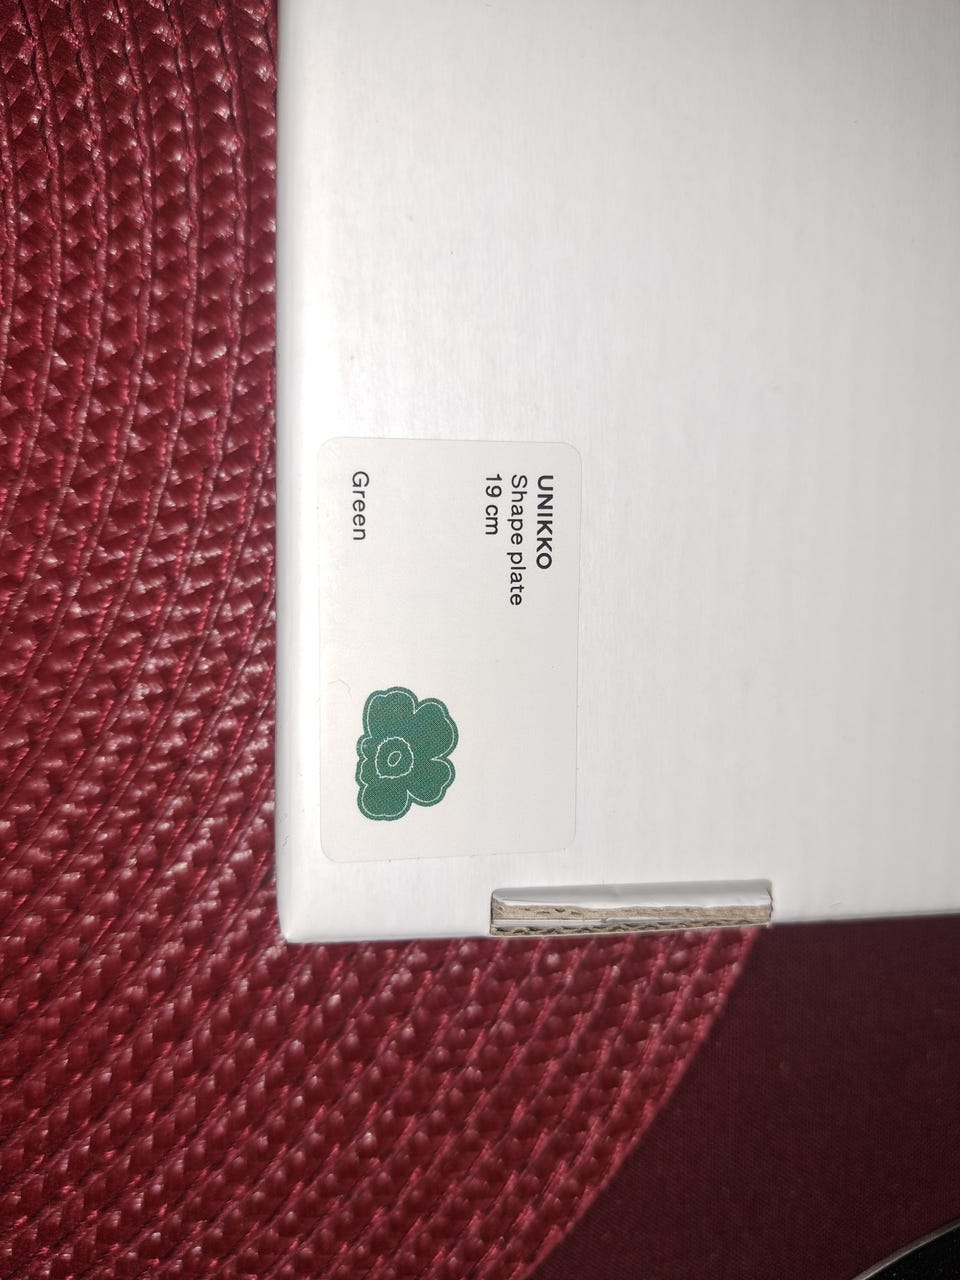 UNIKKO
Shape plate
19 cm
Green